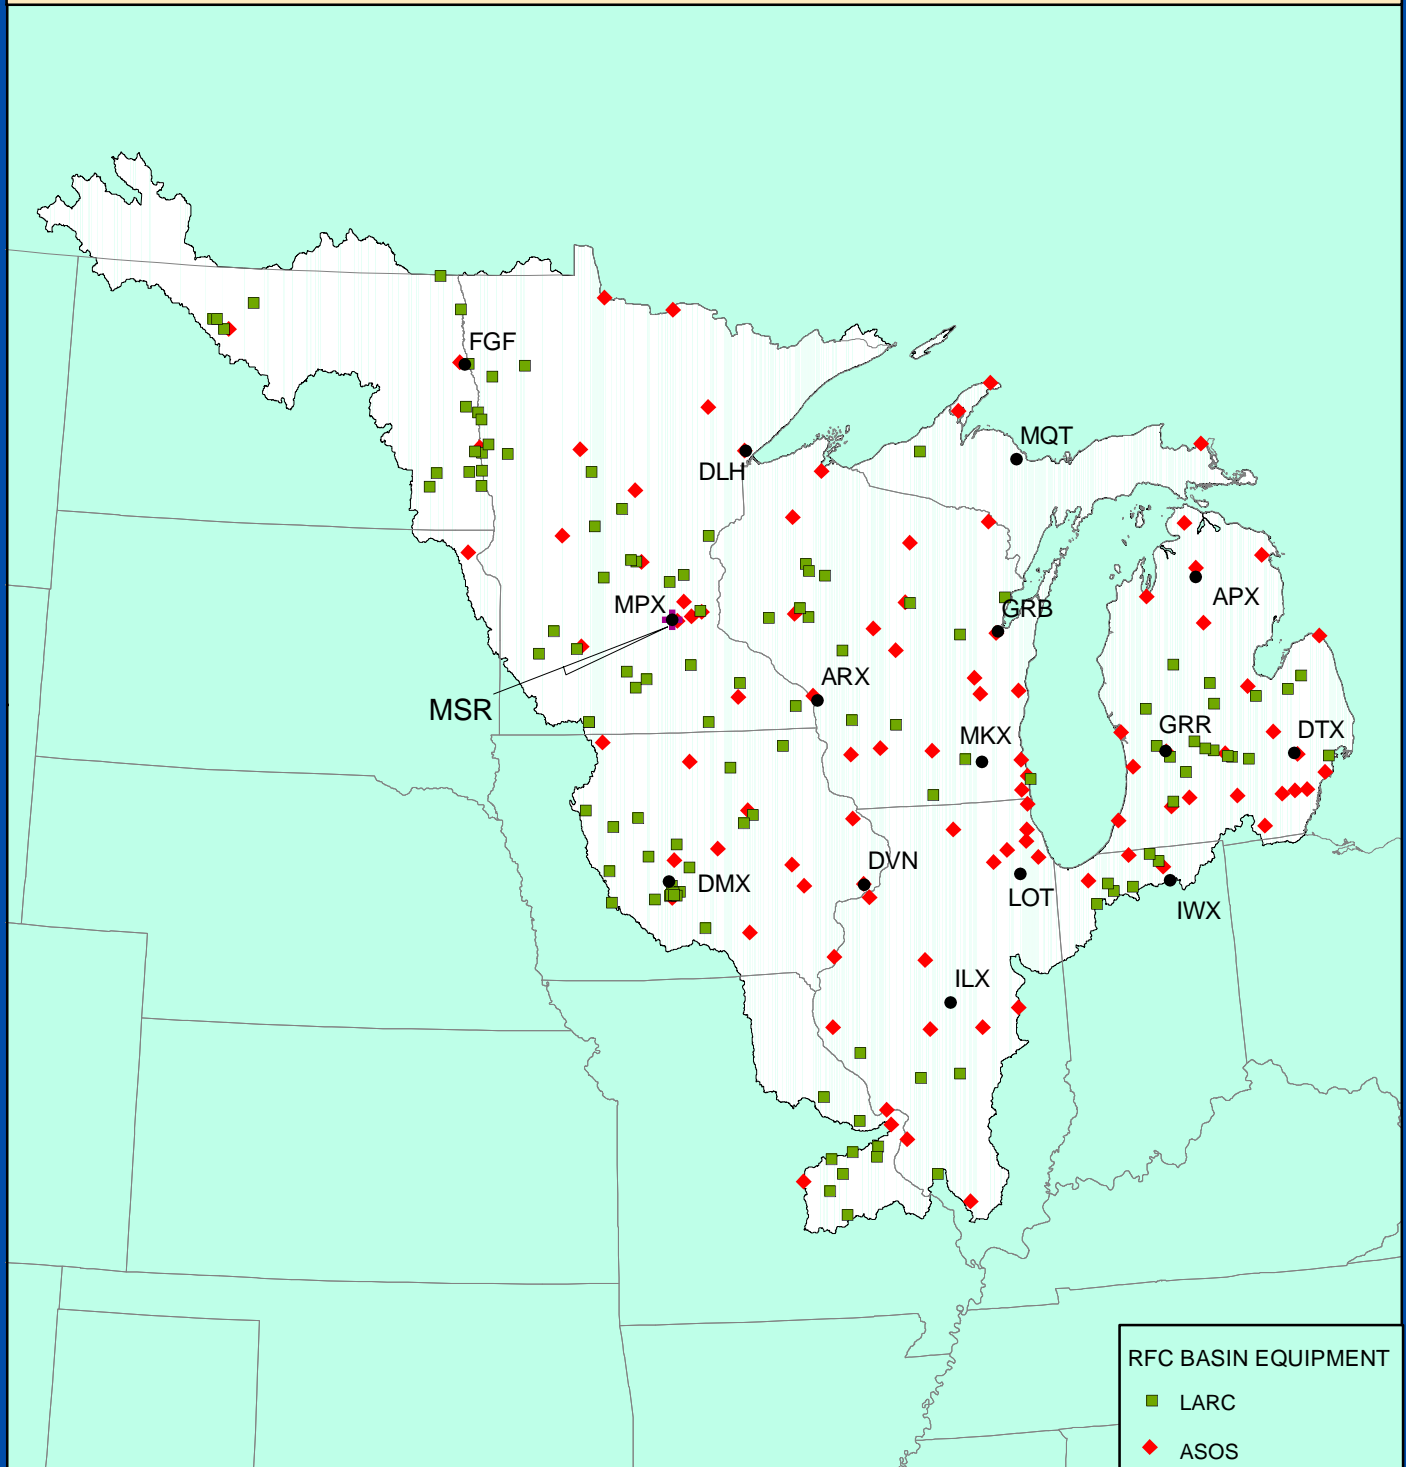 FGF
MQT
DLH
MPX
GRB
APX
ARX
MSR
GRR
DTX
MKX
DVN
DMX
LOT
IWX
ILX
RFC BASIN EQUIPMENT
LARC
ASOS